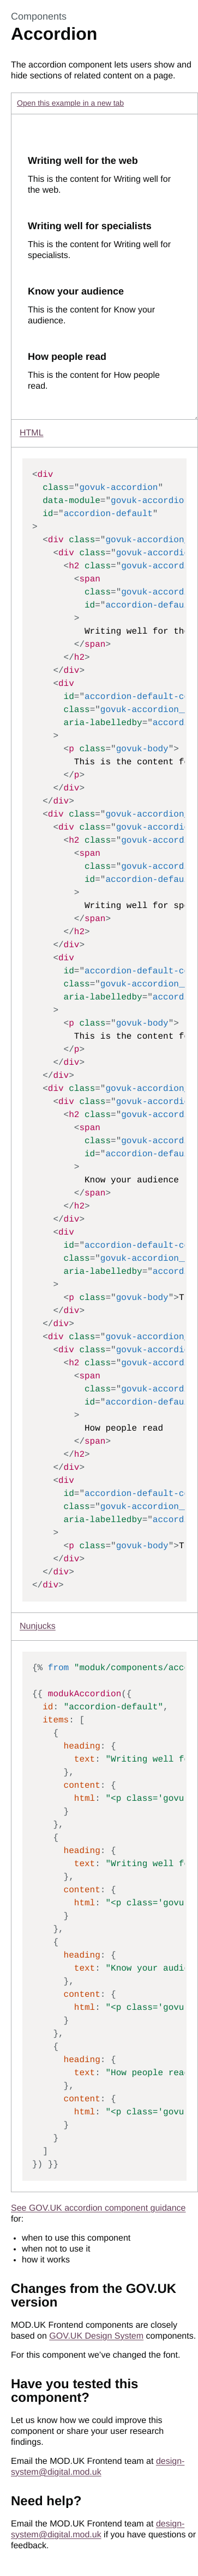 Components
Accordion
The accordion component lets users show and
hide sections of related content on a page.
Open this example in a new tab
Writing well for the web
This is the content for Writing well for
the web.
Writing well for specialists
This is the content for Writing well for
specialists.
Know your audience
This is the content for Know your
audience.
How people read
This is the content for How people
read.
HTML
<div
class="govuk-accordion"
data-module="govuk-accordio
id="accordion-default"
>
<div class="govuk-accordion_
<div class="govuk-accordi
<h2 class="govuk-accord
<span
class="govuk-accord
id="accordion-defau
>
Writing well for th
</span>
</h2>
</div>
<div
id="accordion-default-c
class="govuk-accordion_
aria-labelledby="accord
>
<p class="govuk-body">
This is the content f
</p>
</div>
</div>
<div class="govuk-accordion_
<div class="govuk-accordi
<h2 class="govuk-accord
<span
class="govuk-accord
id="accordion-defau
>
Writing well for sp
</span>
</h2>
</div>
<div
id="accordion-default-c
class="govuk-accordion_
aria-labelledby="accord
>
<p class="govuk-body">
This is the content f
</p>
</div>
</div>
<div class="govuk-accordion_
<div class="govuk-accordi
<h2 class="govuk-accord
<span
class="govuk-accord
id="accordion-defau
>
Know your audience
</span>
</h2>
</div>
<div
id="accordion-default-c
class="govuk-accordion_
aria-labelledby="accord
>
<p class="govuk-body">T
</div>
</div>
<div class="govuk-accordion_
<div class="govuk-accordi
<h2 class="govuk-accord
<span
class="govuk-accord
id="accordion-defau
>
How people read
</span>
</h2>
</div>
<div
id="accordion-default-c
class="govuk-accordion_
aria-labelledby="accord
>
<p class="govuk-body">T
</div>
</div>
</div>
Nunjucks
{% from "moduk/components/acc
{{ modukAccordion({
id: "accordion-default",
items: [
{
heading: {
text: "Writing well f
},
content: {
html: "<p class='govu
}
},
{
heading: {
text: "Writing well f
},
content: {
html: "<p class='govu
}
},
{
heading: {
text: "Know your audi
},
content: {
html: "<p class='govu
}
},
{
heading: {
text: "How people rea
},
content: {
html: "<p class='govu
}
}
]
}) }}
See GOV.UK accordion component guidance
for:
• when to use this component
• when not to use it
• how it works
Changes from the GOV.UK
version
MOD.UK Frontend components are closely
based on GOV.UK Design System components.
For this component we've changed the font.
Have you tested this
component?
Let us know how we could improve this
component or share your user research
findings.
Email the MOD.UK Frontend team at design-
system@digital.mod.uk
Need help?
Email the MOD.UK Frontend team at design-
system@digital.mod.uk if you have questions or
feedback.